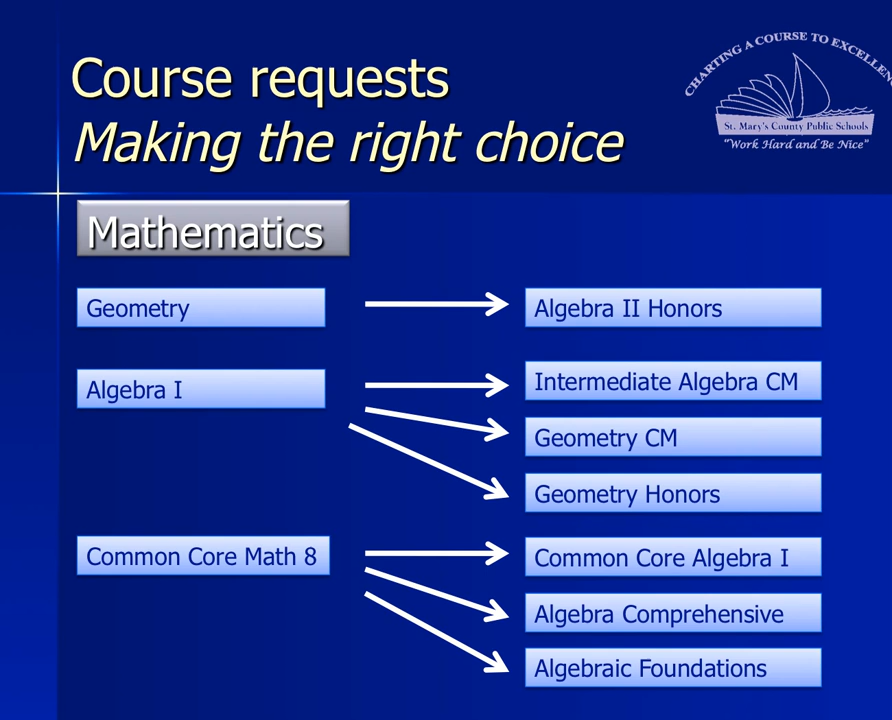 Course requests
Making the right choice
CHARTING A COURSE TO
St. Mary's County Public Schools
"Work Hard and Be Nice"
Mathematics
Geometry
Algebra II Honors
Algebra I
Intermediate Algebra CM
Geometry CM
Geometry Honors
Common Core Math 8
Common Core Algebra I
Algebra Comprehensive
Algebraic Foundations